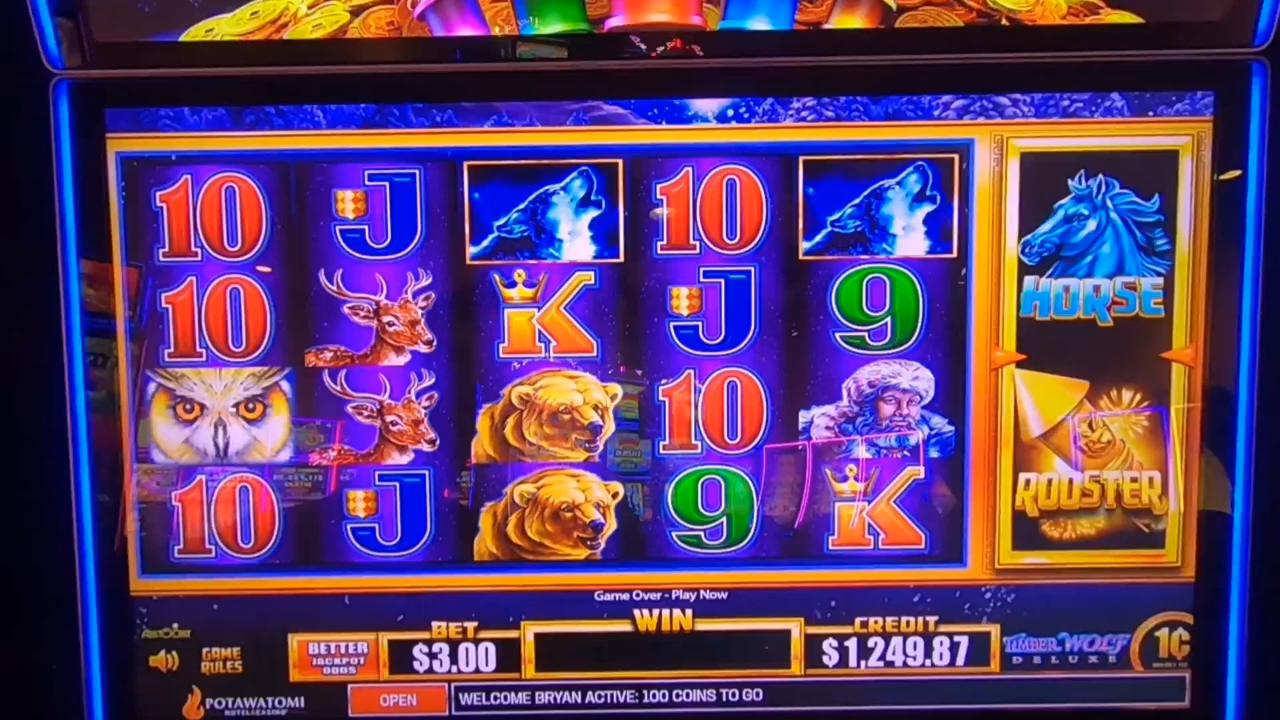 10 J 10
10 K J 9
10
10 J 9 K
HORSE
ROOSTER
Game Over - Play Now
BET
$3.00
WIN
CREDIT
$1,249.87
BETTER
JACKPOT
ODDS
GAME
RULES
TIMBER WOLF
DELUXE
1¢
POTAWATOMI
HOTEL & CASINO
OPEN
WELCOME BRYAN ACTIVE: 100 COINS TO GO